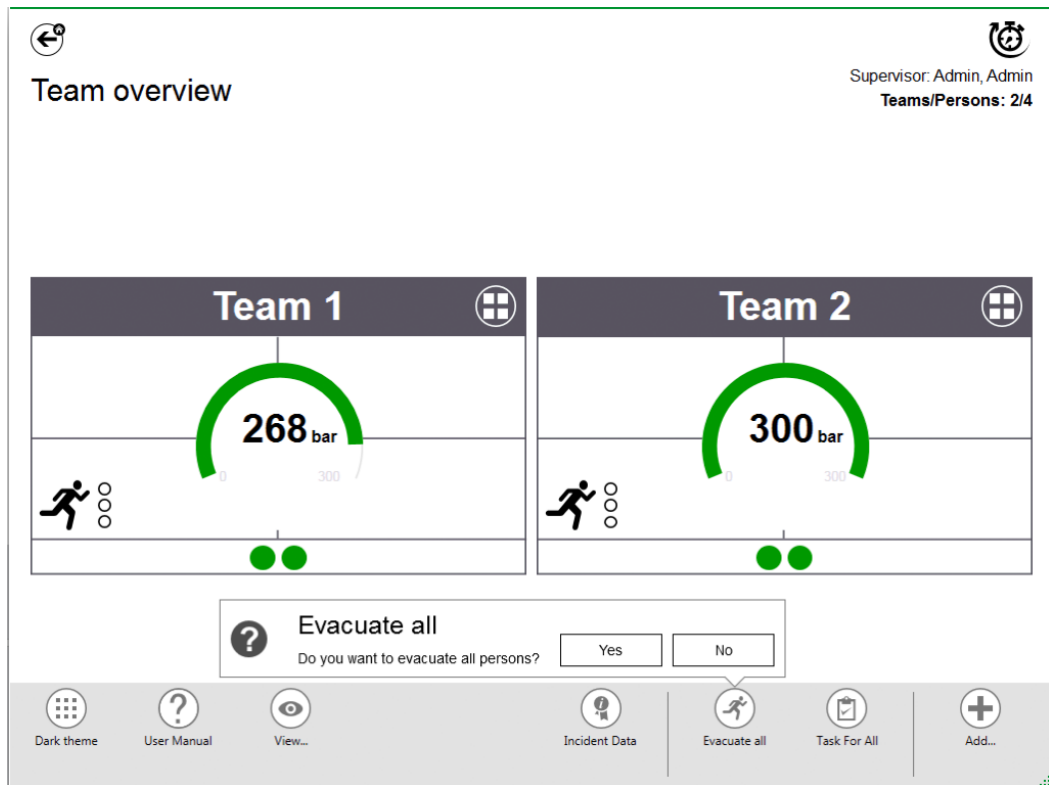 Team overview
Supervisor: Admin, Admin
Teams/Persons: 2/4
Team 1
268 bar
0 300
Team 2
300 bar
0 300
Evacuate all
Do you want to evacuate all persons?
Yes
No
Dark theme
User Manual
View...
Incident Data
Evacuate all
Task For All
Add...